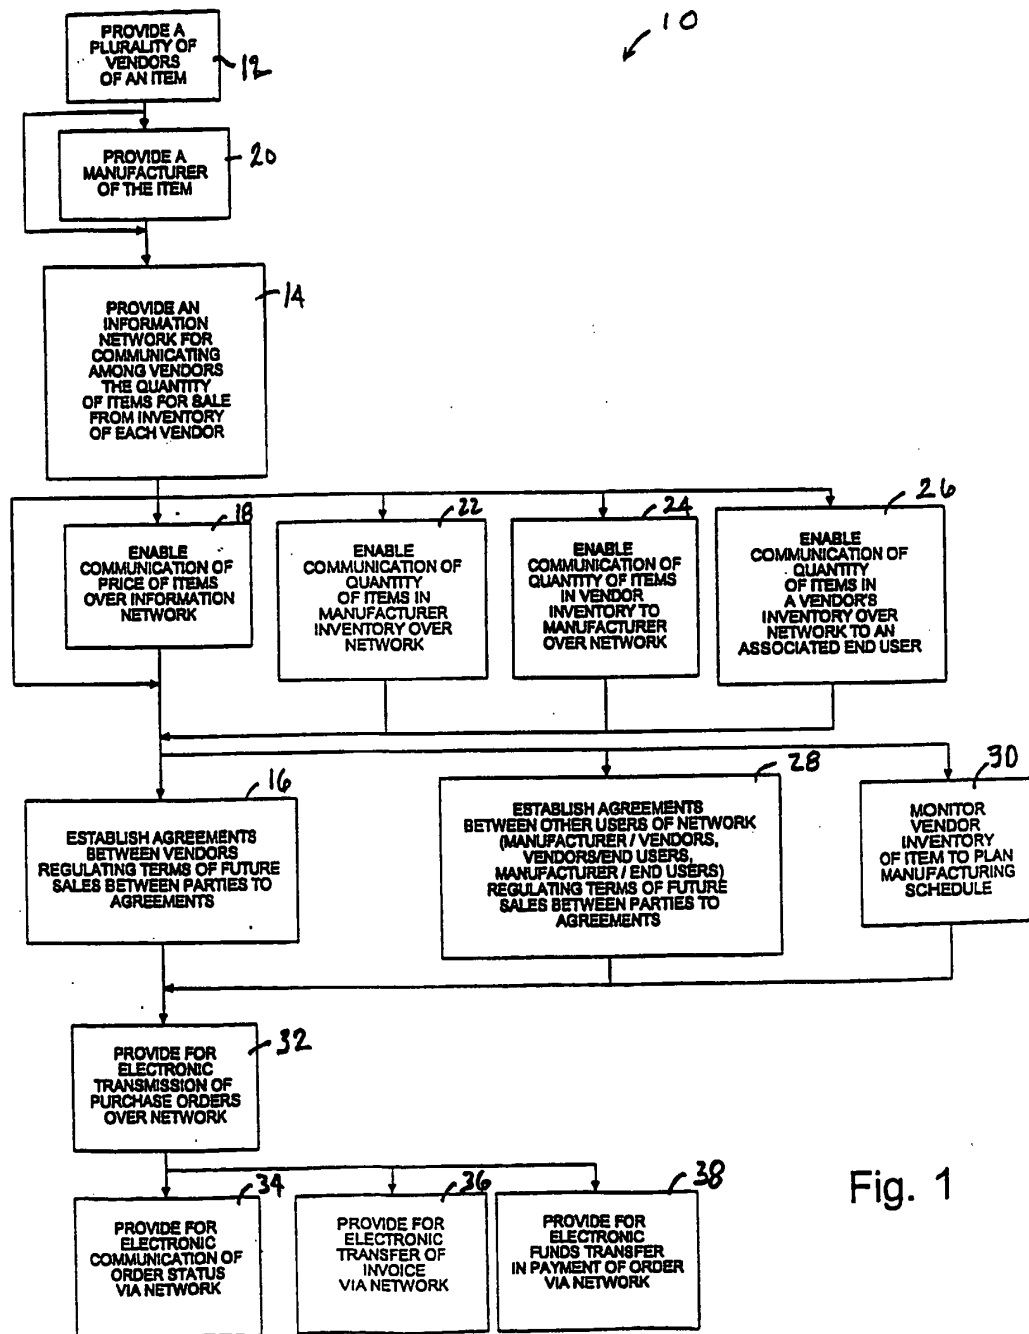 10
PROVIDE A
PLURALITY OF
VENDORS
OF AN ITEM
12
PROVIDE A
MANUFACTURER
OF THE ITEM
20
PROVIDE AN
INFORMATION
NETWORK FOR
COMMUNICATING
AMONG VENDORS
THE QUANTITY
OF ITEMS FOR SALE
FROM INVENTORY
OF EACH VENDOR
14
18
ENABLE
COMMUNICATION OF
PRICE OF ITEMS
OVER INFORMATION
NETWORK
22
ENABLE
COMMUNICATION OF
QUANTITY
OF ITEMS IN
MANUFACTURER
INVENTORY OVER
NETWORK
24
ENABLE
COMMUNICATION OF
QUANTITY OF ITEMS
IN VENDOR
INVENTORY TO
MANUFACTURER
OVER NETWORK
26
ENABLE
COMMUNICATION OF
QUANTITY
OF ITEMS IN
A VENDOR'S
INVENTORY OVER
NETWORK TO AN
ASSOCIATED END USER
16
ESTABLISH AGREEMENTS
BETWEEN VENDORS
REGULATING TERMS OF FUTURE
SALES BETWEEN PARTIES TO
AGREEMENTS
28
ESTABLISH AGREEMENTS
BETWEEN OTHER USERS OF NETWORK
(MANUFACTURER / VENDORS,
VENDORS/END USERS,
MANUFACTURER / END USERS)
REGULATING TERMS OF FUTURE
SALES BETWEEN PARTIES TO
AGREEMENTS
30
MONITOR
VENDOR
INVENTORY
OF ITEM TO PLAN
MANUFACTURING
SCHEDULE
32
PROVIDE FOR
ELECTRONIC
TRANSMISSION OF
PURCHASE ORDERS
OVER NETWORK
34
PROVIDE FOR
ELECTRONIC
COMMUNICATION OF
ORDER STATUS
VIA NETWORK
36
PROVIDE FOR
ELECTRONIC
TRANSFER OF
INVOICE
VIA NETWORK
38
PROVIDE FOR
ELECTRONIC
FUNDS TRANSFER
IN PAYMENT OF ORDER
VIA NETWORK
Fig. 1